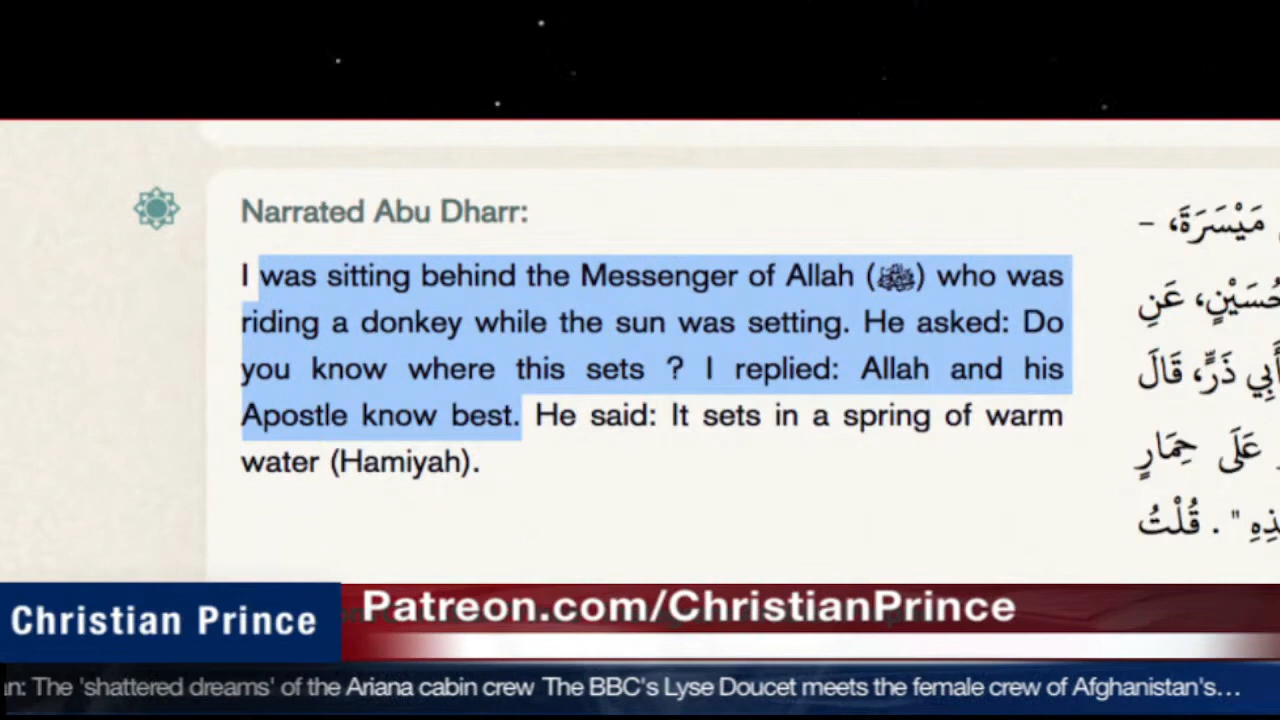 Narrated Abu Dharr:
I was sitting behind the Messenger of Allah (ﷺ) who was
riding a donkey while the sun was setting. He asked: Do
you know where this sets ? I replied: Allah and his
Apostle know best. He said: It sets in a spring of warm
water (Hamiyah).
مَيْسَرَةَ، -
حُسَيْنٍ، عَنِ
أَبِي ذَرٍّ، قَالَ
عَلَى حِمَارٍ
" . قُلْتُ
Christian Prince
Patreon.com/ChristianPrince
The 'shattered dreams' of the Ariana cabin crew The BBC's Lyse Doucet meets the female crew of Afghanistan's...